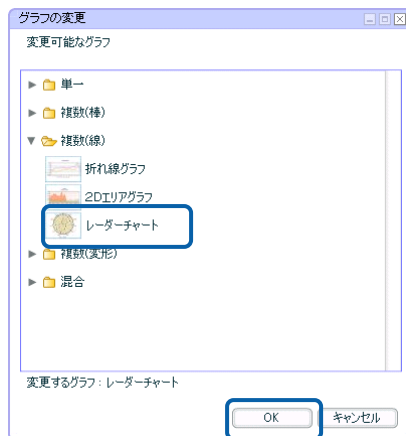 グラフの変更
変更可能なグラフ
単一
複数(棒)
複数(線)
折れ線グラフ
2Dエリアグラフ
レーダーチャート
複数(変形)
混合
変更するグラフ：レーダーチャート
OK キャンセル